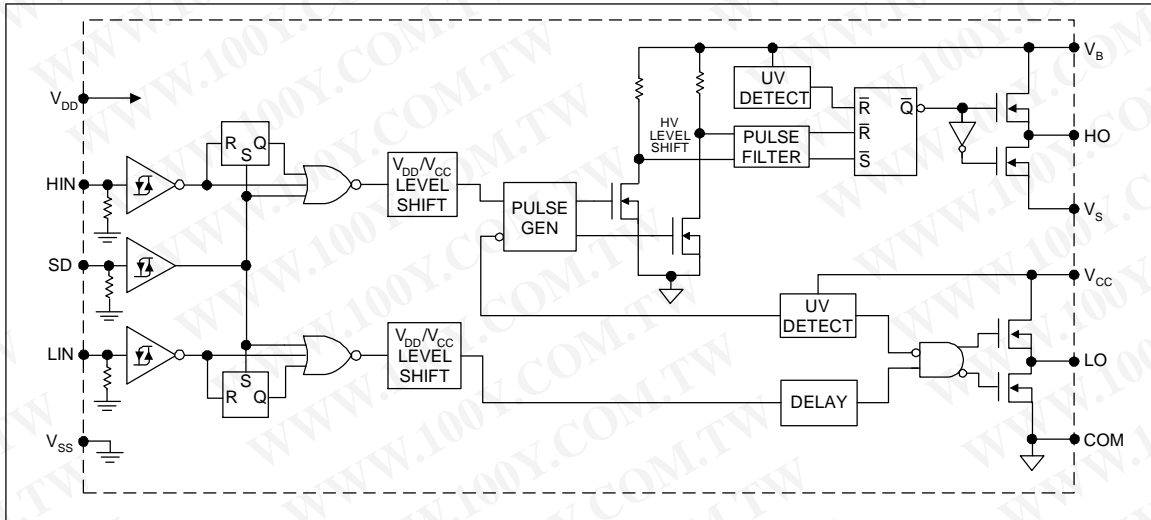 V_DD
HIN
SD
LIN
V_SS
R Q
S
V_DD/V_CC
LEVEL
SHIFT
PULSE
GEN
HV
LEVEL
SHIFT
UV
DETECT
PULSE
FILTER
R̅
R̅
S̅
Q̅
V_B
HO
V_S
S
R Q
V_DD/V_CC
LEVEL
SHIFT
UV
DETECT
DELAY
V_CC
LO
COM
WWW.100Y.COM.TW